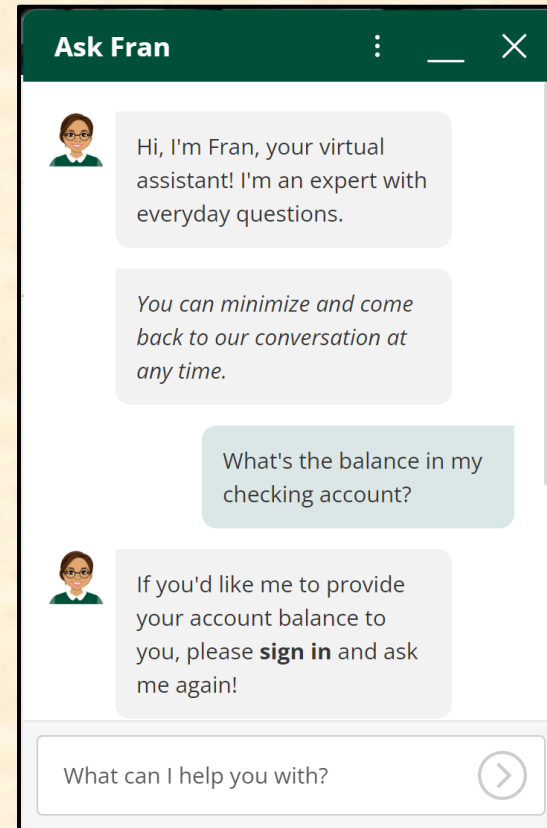 Ask Fran
Hi, I'm Fran, your virtual
assistant! I'm an expert with
everyday questions.
You can minimize and come
back to our conversation at
any time.
What's the balance in my
checking account?
If you'd like me to provide
your account balance to
you, please sign in and ask
me again!
What can I help you with?